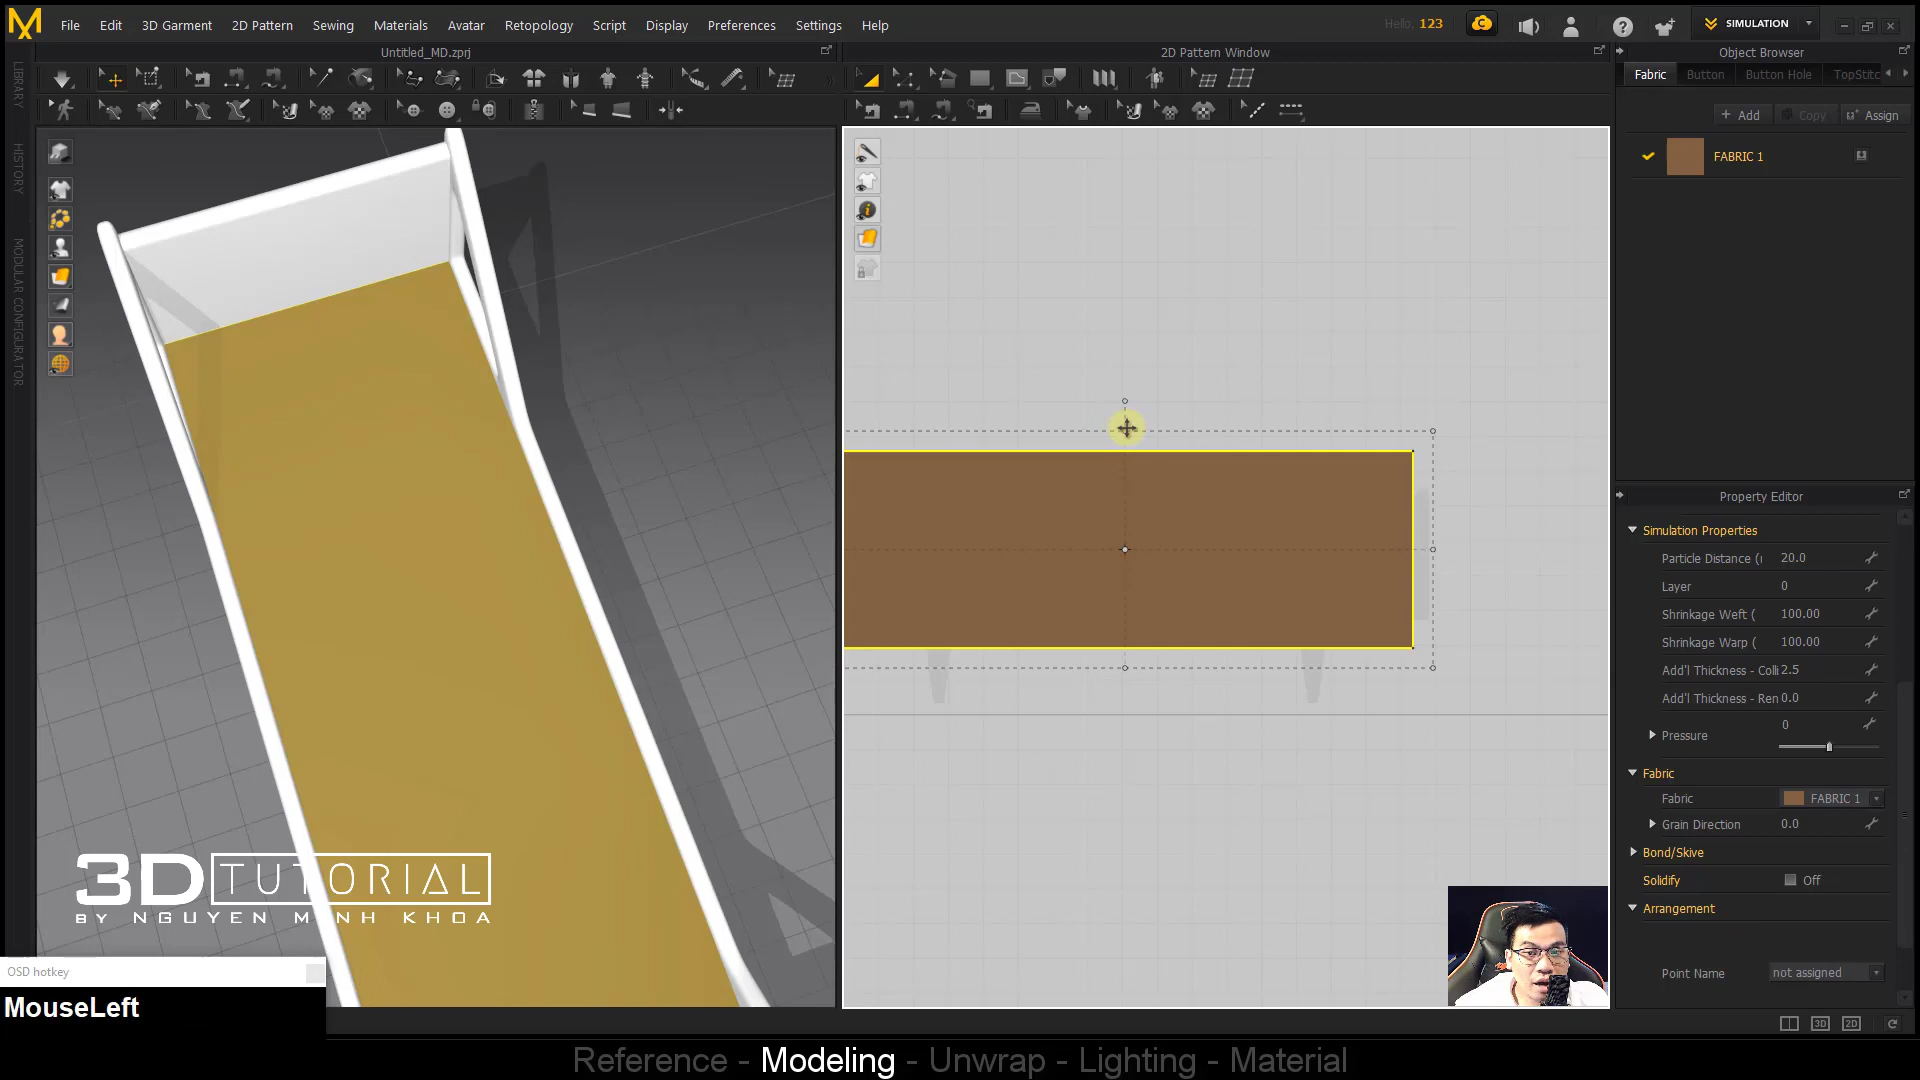 File Edit 3D Garment 2D Pattern Sewing Materials Avatar Retopology Script Display Preferences Settings Help
Hello, 123
SIMULATION
Untitled_MD.zprj
2D Pattern Window
Object Browser
Fabric Button Button Hole TopStitc
+ Add Copy Assign
FABRIC 1
LIBRARY
HISTORY
MODULAR CONFIGURATOR
Property Editor
Simulation Properties
Particle Distance (r 20.0
Layer 0
Shrinkage Weft ( 100.00
Shrinkage Warp ( 100.00
Add'l Thickness - Colli 2.5
Add'l Thickness - Ren 0.0
Pressure 0
Fabric
Fabric FABRIC 1
Grain Direction 0.0
Bond/Skive
Solidify Off
Arrangement
Point Name not assigned
3D TUTORIAL
BY NGUYEN MINH KHOA
OSD hotkey
MouseLeft
3D 2D
Reference - Modeling - Unwrap - Lighting - Material